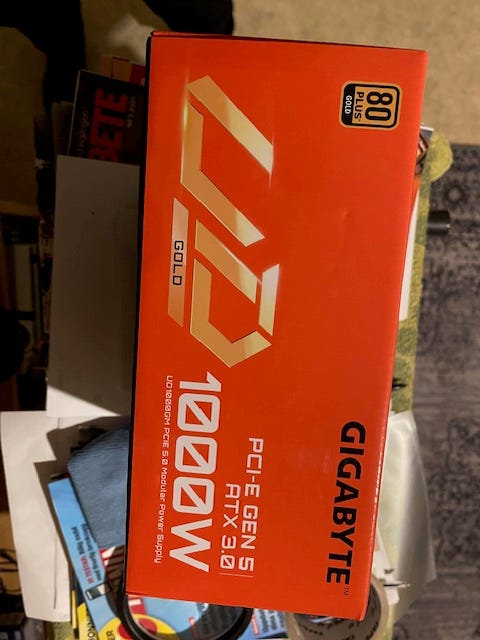 80
PLUS
GOLD
UD
GOLD
1000W
UD1000GM PCIE 5.0 Modular Power Supply
PCI-E GEN 5
ATX 3.0
GIGABYTE™